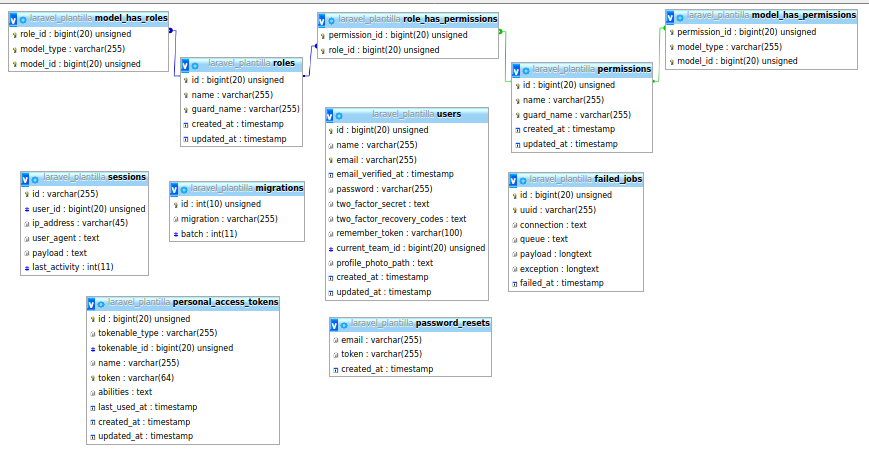 laravel_plantilla model_has_roles
role_id : bigint(20) unsigned
model_type : varchar(255)
model_id : bigint(20) unsigned
laravel_plantilla roles
id : bigint(20) unsigned
name : varchar(255)
guard_name : varchar(255)
created_at : timestamp
updated_at : timestamp
laravel_plantilla role_has_permissions
permission_id : bigint(20) unsigned
role_id : bigint(20) unsigned
laravel_plantilla permissions
id : bigint(20) unsigned
name : varchar(255)
guard_name : varchar(255)
created_at : timestamp
updated_at : timestamp
laravel_plantilla model_has_permissions
permission_id : bigint(20) unsigned
model_type : varchar(255)
model_id : bigint(20) unsigned
laravel_plantilla users
id : bigint(20) unsigned
name : varchar(255)
email : varchar(255)
email_verified_at : timestamp
password : varchar(255)
two_factor_secret : text
two_factor_recovery_codes : text
remember_token : varchar(100)
current_team_id : bigint(20) unsigned
profile_photo_path : text
created_at : timestamp
updated_at : timestamp
laravel_plantilla sessions
id : varchar(255)
user_id : bigint(20) unsigned
ip_address : varchar(45)
user_agent : text
payload : text
last_activity : int(11)
laravel_plantilla migrations
id : int(10) unsigned
migration : varchar(255)
batch : int(11)
laravel_plantilla failed_jobs
id : bigint(20) unsigned
uuid : varchar(255)
connection : text
queue : text
payload : longtext
exception : longtext
failed_at : timestamp
laravel_plantilla personal_access_tokens
id : bigint(20) unsigned
tokenable_type : varchar(255)
tokenable_id : bigint(20) unsigned
name : varchar(255)
token : varchar(64)
abilities : text
last_used_at : timestamp
created_at : timestamp
updated_at : timestamp
laravel_plantilla password_resets
email : varchar(255)
token : varchar(255)
created_at : timestamp